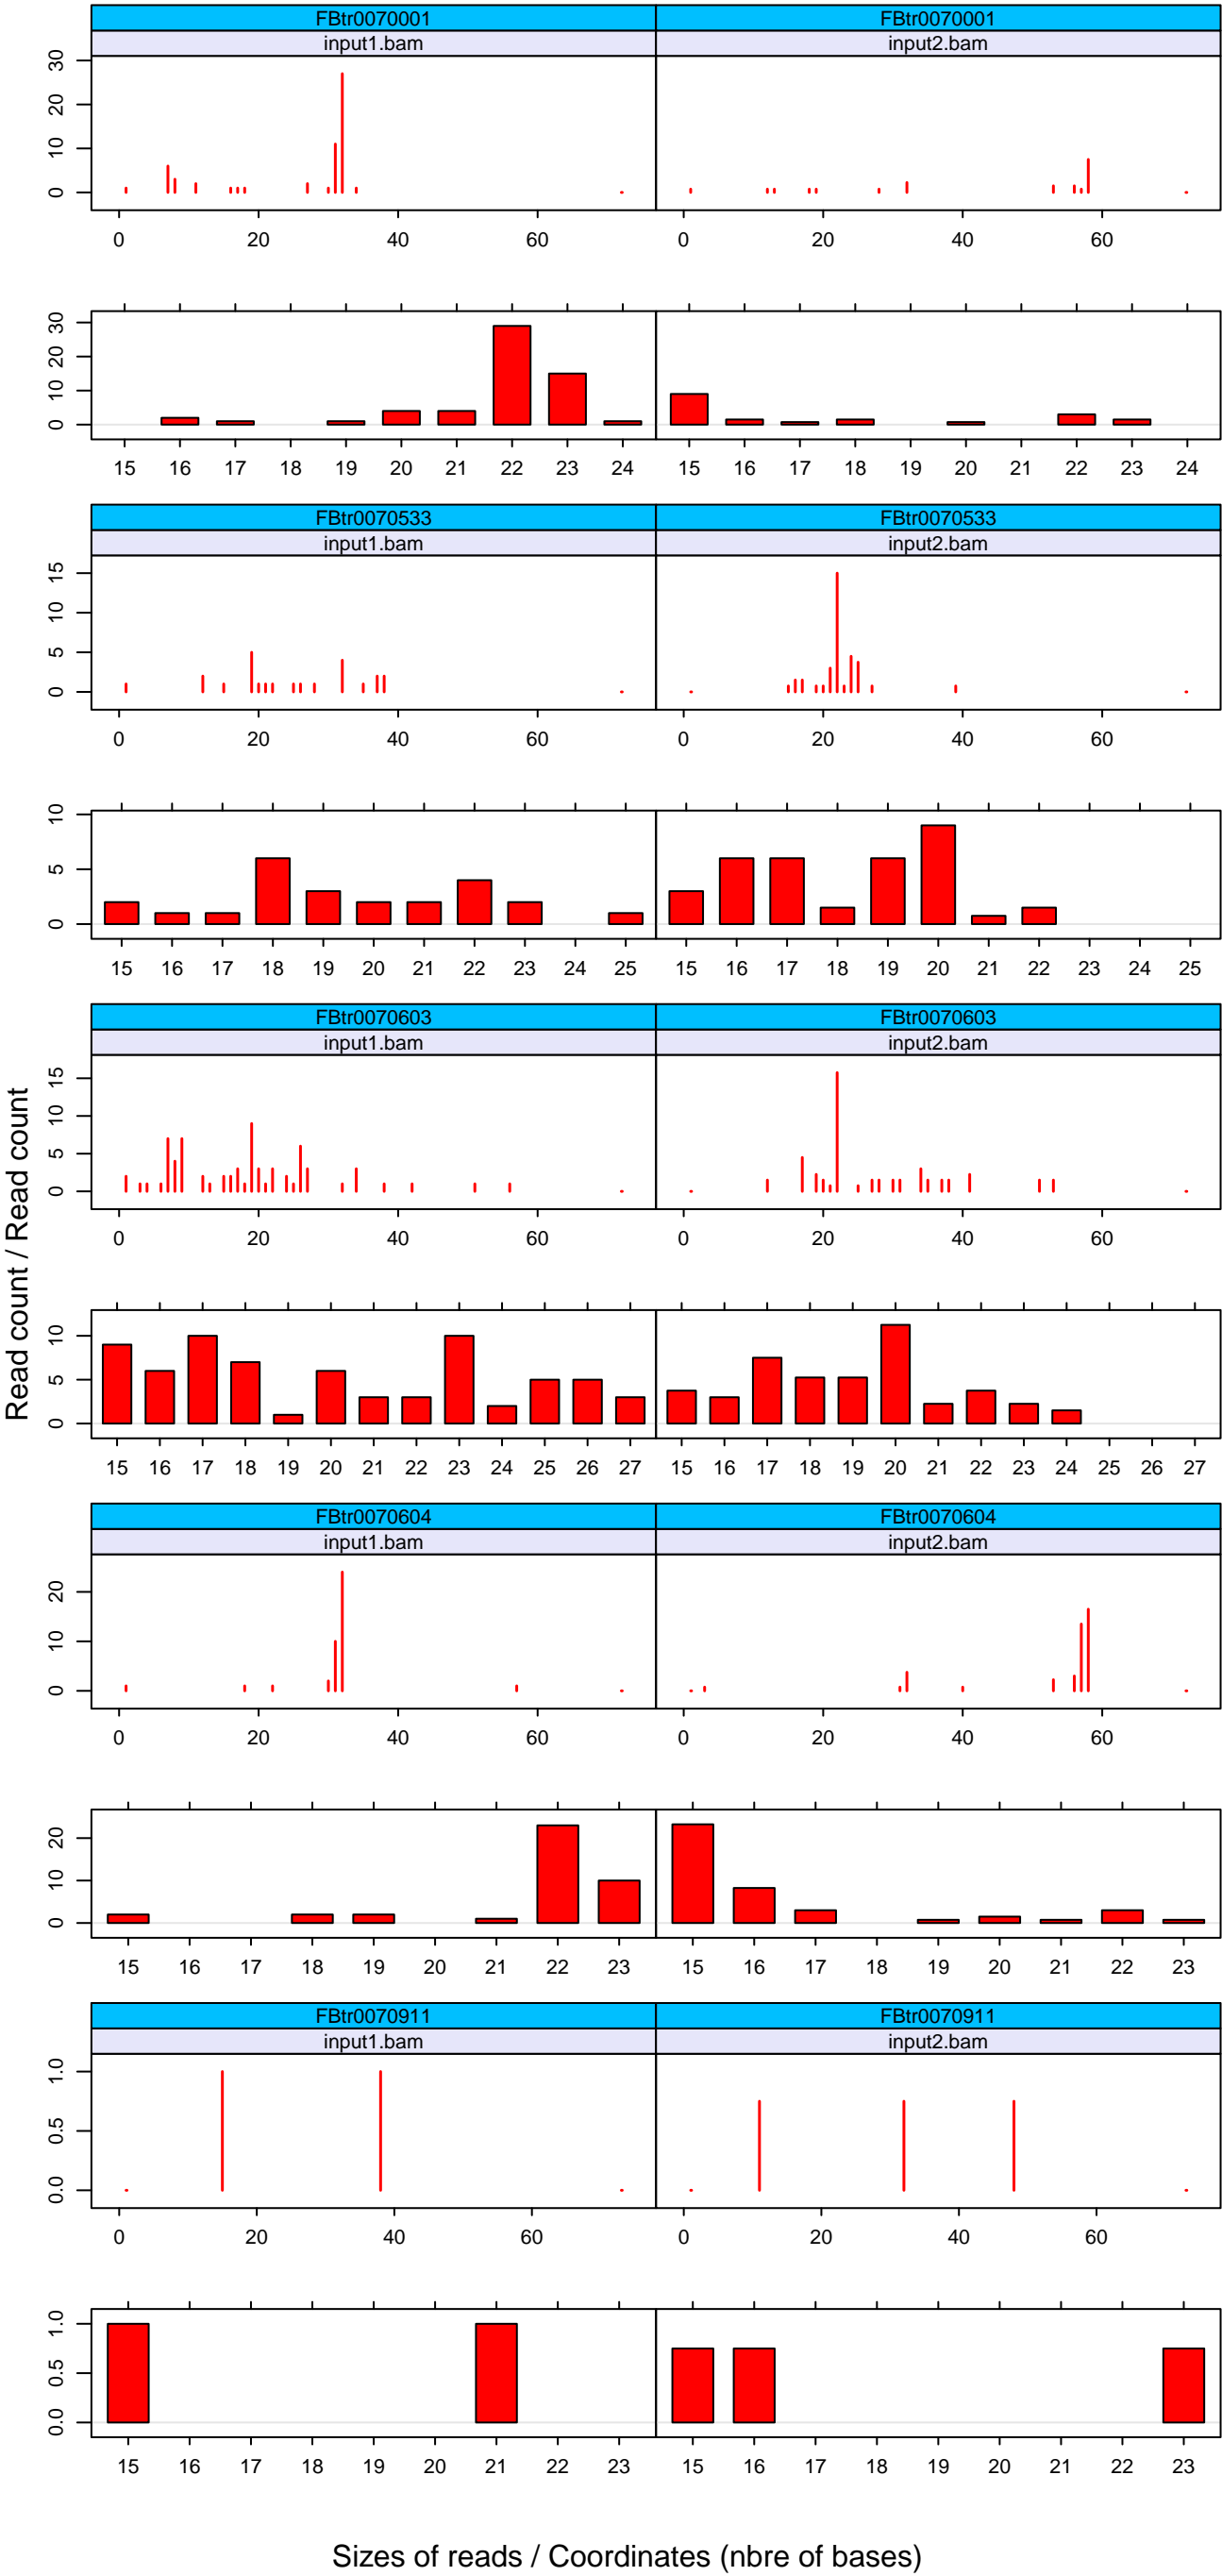 FBtr0070001 FBtr0070001
input1.bam input2.bam
0 10 20 30
0 20 40 60 0 20 40 60
0 10 20 30
15 16 17 18 19 20 21 22 23 24 15 16 17 18 19 20 21 22 23 24
FBtr0070533 FBtr0070533
input1.bam input2.bam
0 5 10 15
0 20 40 60 0 20 40 60
0 5 10
15 16 17 18 19 20 21 22 23 24 25 15 16 17 18 19 20 21 22 23 24 25
FBtr0070603 FBtr0070603
input1.bam input2.bam
0 5 10 15
0 20 40 60 0 20 40 60
0 5 10
15 16 17 18 19 20 21 22 23 24 25 26 27 15 16 17 18 19 20 21 22 23 24 25 26 27
FBtr0070604 FBtr0070604
input1.bam input2.bam
0 10 20
0 20 40 60 0 20 40 60
0 10 20
15 16 17 18 19 20 21 22 23 15 16 17 18 19 20 21 22 23
FBtr0070911 FBtr0070911
input1.bam input2.bam
0.0 0.5 1.0
0 20 40 60 0 20 40 60
0.0 0.5 1.0
15 16 17 18 19 20 21 22 23 15 16 17 18 19 20 21 22 23
Read count / Read count
Sizes of reads / Coordinates (nbre of bases)